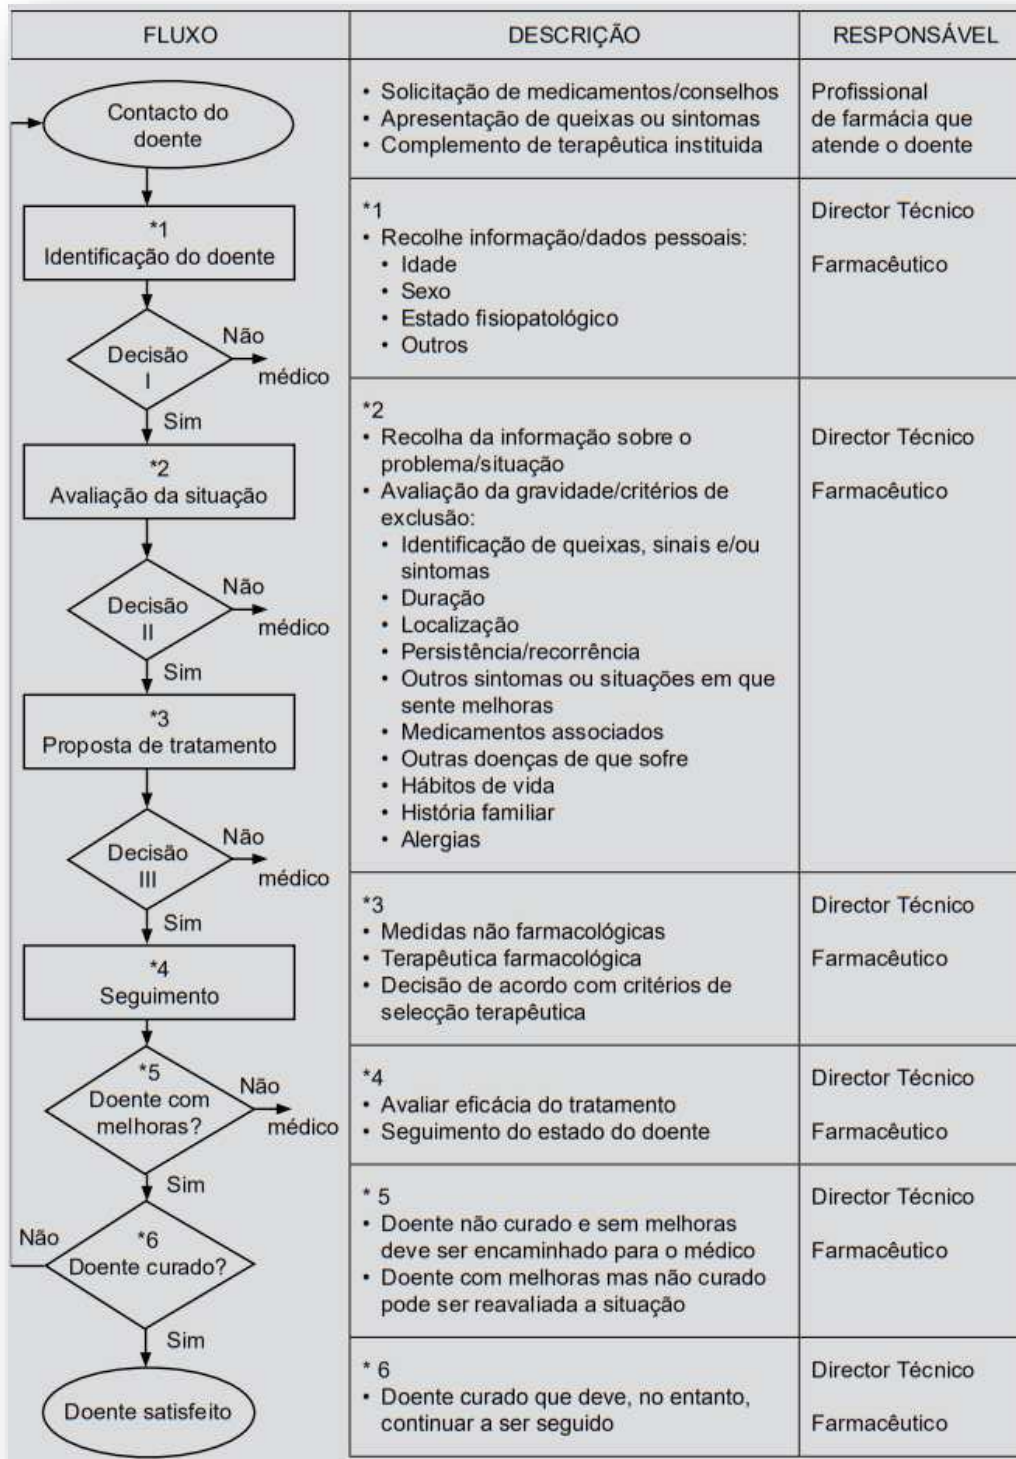 FLUXO
DESCRIÇÃO
RESPONSÁVEL
Contacto do
doente
• Solicitação de medicamentos/conselhos
• Apresentação de queixas ou sintomas
• Complemento de terapêutica instituida
Profissional
de farmácia que
atende o doente
*1
Identificação do doente
*1
• Recolhe informação/dados pessoais:
• Idade
• Sexo
• Estado fisiopatológico
• Outros
Director Técnico
Farmacêutico
Decisão
I
Não
médico
Sim
*2
Avaliação da situação
*2
• Recolha da informação sobre o
problema/situação
• Avaliação da gravidade/critérios de
exclusão:
• Identificação de queixas, sinais e/ou
sintomas
• Duração
• Localização
• Persistência/recorrência
• Outros sintomas ou situações em que
sente melhoras
• Medicamentos associados
• Outras doenças de que sofre
• Hábitos de vida
• História familiar
• Alergias
Director Técnico
Farmacêutico
Decisão
II
Não
médico
Sim
*3
Proposta de tratamento
Decisão
III
Não
médico
Sim
*3
• Medidas não farmacológicas
• Terapêutica farmacológica
• Decisão de acordo com critérios de
selecção terapêutica
Director Técnico
Farmacêutico
*4
Seguimento
*4
• Avaliar eficácia do tratamento
• Seguimento do estado do doente
Director Técnico
Farmacêutico
*5
Doente com
melhoras?
Não
médico
Sim
* 5
• Doente não curado e sem melhoras
deve ser encaminhado para o médico
• Doente com melhoras mas não curado
pode ser reavaliada a situação
Director Técnico
Farmacêutico
Não
*6
Doente curado?
Sim
* 6
• Doente curado que deve, no entanto,
continuar a ser seguido
Director Técnico
Farmacêutico
Doente satisfeito